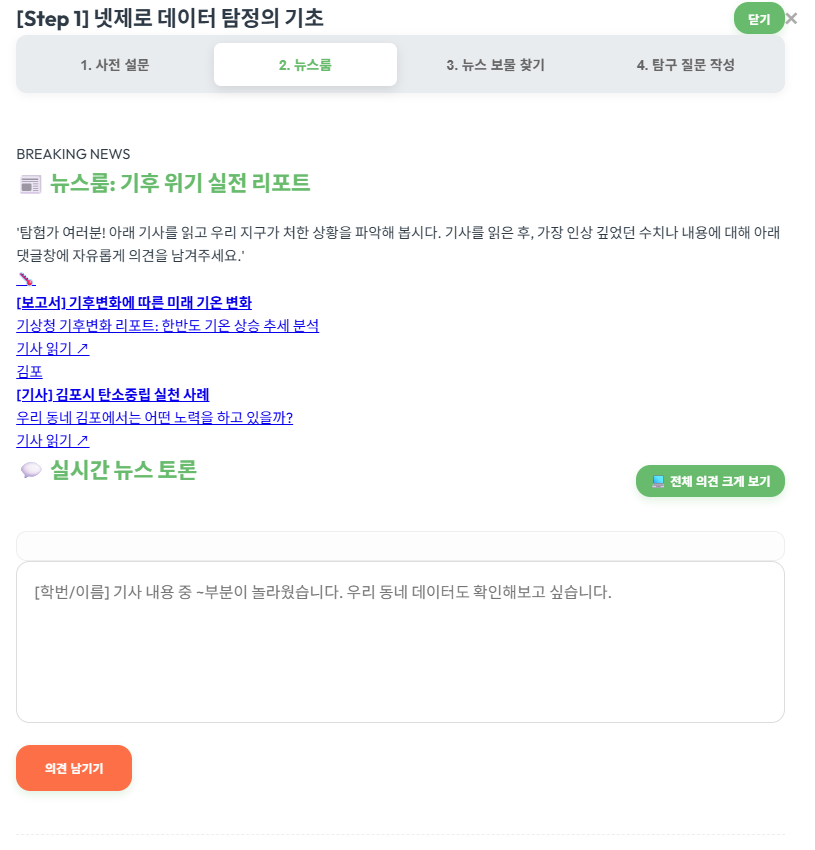 [Step 1] 넷제로 데이터 탐정의 기초
닫기 ×
1. 사전 설문
2. 뉴스룸
3. 뉴스 보물 찾기
4. 탐구 질문 작성
BREAKING NEWS
뉴스룸: 기후 위기 실전 리포트
'탐험가 여러분! 아래 기사를 읽고 우리 지구가 처한 상황을 파악해 봅시다. 기사를 읽은 후, 가장 인상 깊었던 수치나 내용에 대해 아래
댓글창에 자유롭게 의견을 남겨주세요.'
[보고서] 기후변화에 따른 미래 기온 변화
기상청 기후변화 리포트: 한반도 기온 상승 추세 분석
기사 읽기 ↗
김포
[기사] 김포시 탄소중립 실천 사례
우리 동네 김포에서는 어떤 노력을 하고 있을까?
기사 읽기 ↗
실시간 뉴스 토론
전체 의견 크게 보기
[학번/이름] 기사 내용 중 ~부분이 놀라웠습니다. 우리 동네 데이터도 확인해보고 싶습니다.
의견 남기기